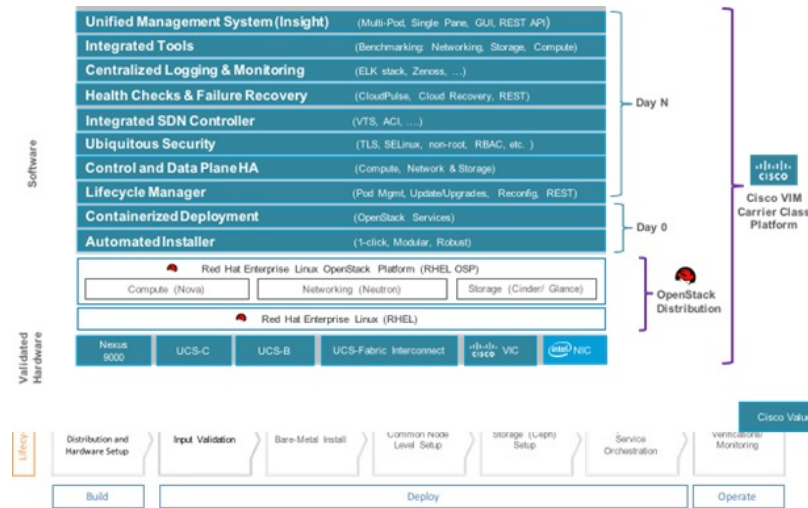 Unified Management System (Insight) (Multi-Pod, Single Pane, GUI, REST API)
Integrated Tools (Benchmarking: Networking, Storage, Compute)
Centralized Logging & Monitoring (ELK stack, Zenoss, ...)
Health Checks & Failure Recovery (CloudPulse, Cloud Recovery, REST)
Integrated SDN Controller (VTS, ACI, ....)
Ubiquitous Security (TLS, SELinux, non-root, RBAC, etc. )
Control and Data Plane HA (Compute, Network & Storage)
Lifecycle Manager (Pod Mgmt, Update/Upgrades, Reconfig, REST)
Containerized Deployment (OpenStack Services)
Automated Installer (1-click, Modular, Robust)
Software
Day N
Day 0
CISCO
Cisco VIM
Carrier Class
Platform
Red Hat Enterprise Linux OpenStack Platform (RHEL OSP)
Compute (Nova) Networking (Neutron) Storage (Cinder/ Glance)
Red Hat Enterprise Linux (RHEL)
OpenStack
Distribution
Validated
Hardware
Nexus
9000
UCS-C
UCS-B
UCS-Fabric Interconnect
CISCO VIC
intel NIC
Cisco Value
Lifecyc
Distribution and
Hardware Setup
Input Validation
Bare-Metal Install
Common Node
Level Setup
Storage (Ceph)
Setup
Service
Orchestration
Verifications/
Monitoring
Build
Deploy
Operate